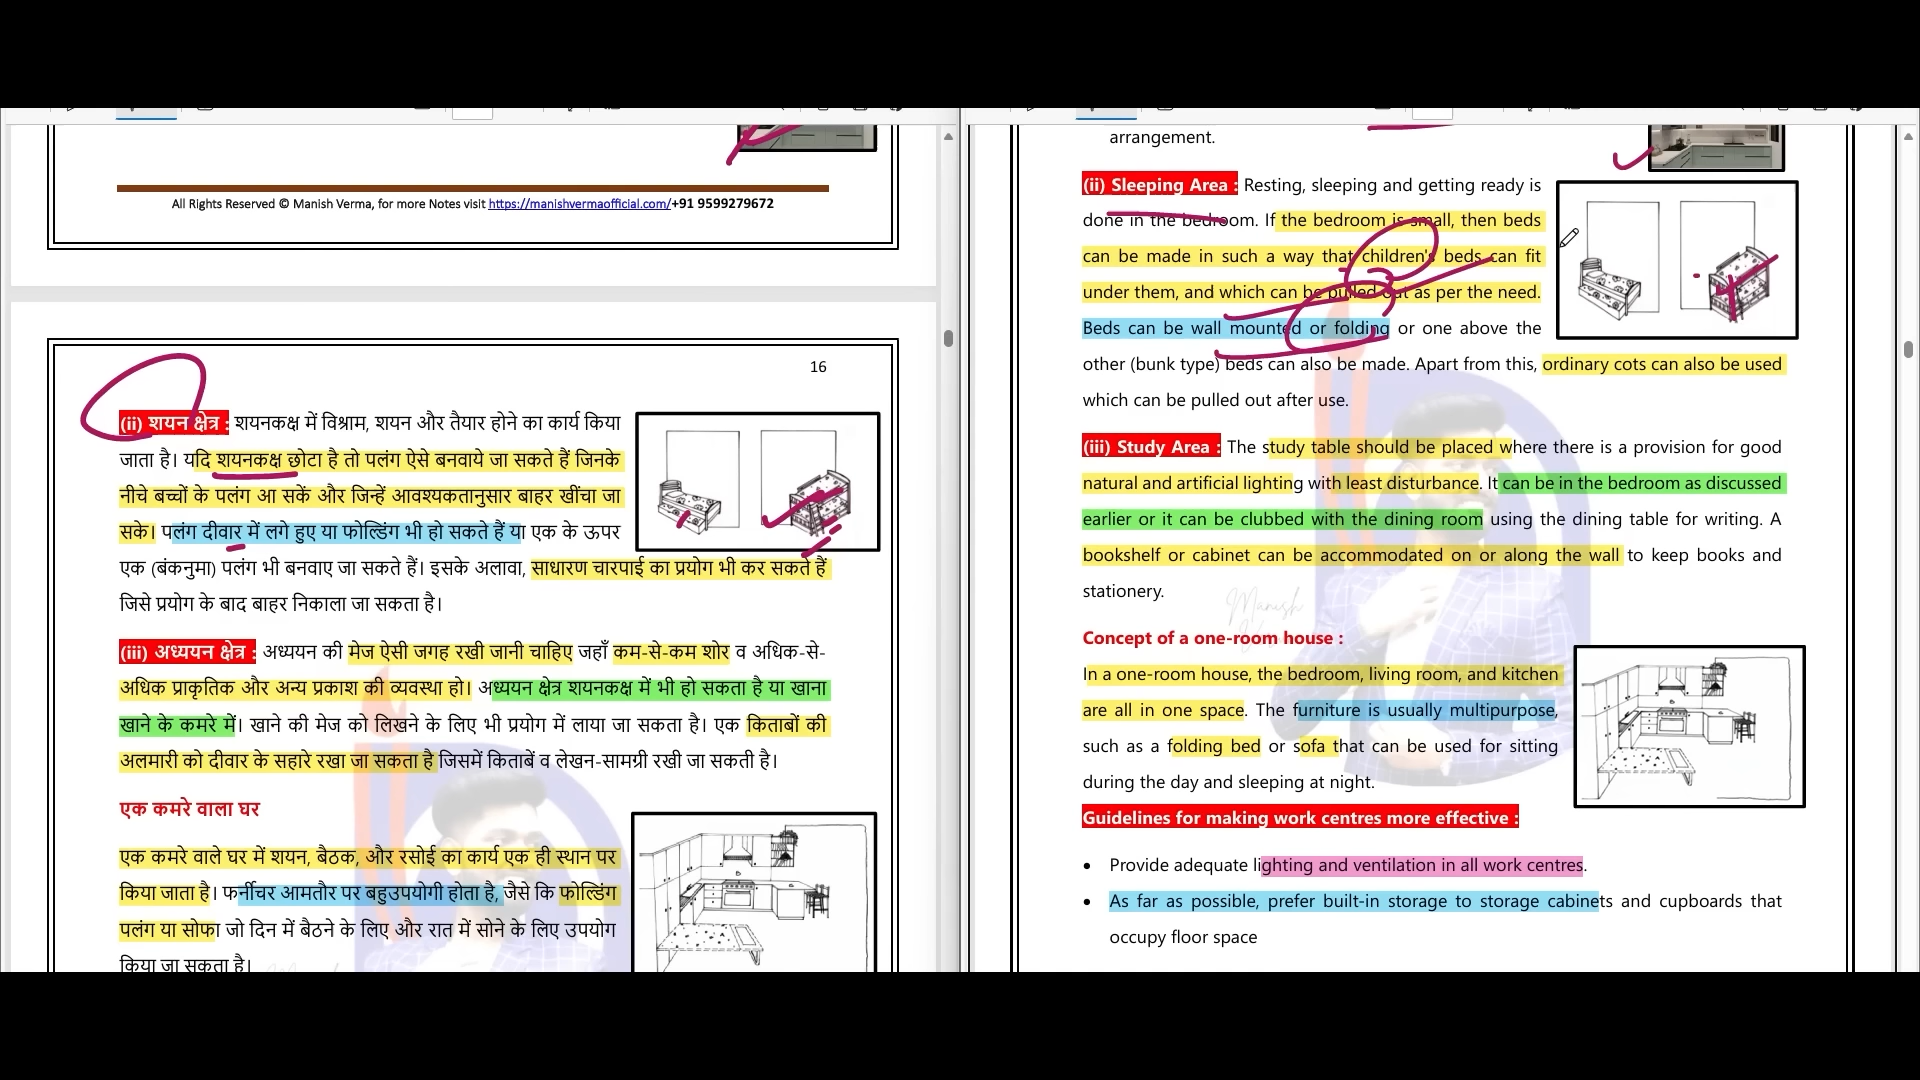 All Rights Reserved © Manish Verma, for more Notes visit https://manishvermaofficial.com/+91 9599279672
16
(ii) शयन क्षेत्र : शयनकक्ष में विश्राम, शयन और तैयार होने का कार्य किया
जाता है। यदि शयनकक्ष छोटा है तो पलंग ऐसे बनवाये जा सकते हैं जिनके
नीचे बच्चों के पलंग आ सकें और जिन्हें आवश्यकतानुसार बाहर खींचा जा
सके। पलंग दीवार में लगे हुए या फोल्डिंग भी हो सकते हैं या एक के ऊपर
एक (बंकनुमा) पलंग भी बनवाए जा सकते हैं। इसके अलावा, साधारण चारपाई का प्रयोग भी कर सकते हैं
जिसे प्रयोग के बाद बाहर निकाला जा सकता है।
(iii) अध्ययन क्षेत्र : अध्ययन की मेज ऐसी जगह रखी जानी चाहिए जहाँ कम-से-कम शोर व अधिक-से-
अधिक प्राकृतिक और अन्य प्रकाश की व्यवस्था हो। अध्ययन क्षेत्र शयनकक्ष में भी हो सकता है या खाना
खाने के कमरे में। खाने की मेज को लिखने के लिए भी प्रयोग में लाया जा सकता है। एक किताबों की
अलमारी को दीवार के सहारे रखा जा सकता है जिसमें किताबें व लेखन-सामग्री रखी जा सकती है।
एक कमरे वाला घर
एक कमरे वाले घर में शयन, बैठक, और रसोई का कार्य एक ही स्थान पर
किया जाता है। फर्नीचर आमतौर पर बहुउपयोगी होता है, जैसे कि फोल्डिंग
पलंग या सोफा जो दिन में बैठने के लिए और रात में सोने के लिए उपयोग
किया जा सकता है।
arrangement.
(ii) Sleeping Area : Resting, sleeping and getting ready is
done in the bedroom. If the bedroom is small, then beds
can be made in such a way that children's beds can fit
under them, and which can be pulled out as per the need.
Beds can be wall mounted or folding or one above the
other (bunk type) beds can also be made. Apart from this, ordinary cots can also be used
which can be pulled out after use.
(iii) Study Area : The study table should be placed where there is a provision for good
natural and artificial lighting with least disturbance. It can be in the bedroom as discussed
earlier or it can be clubbed with the dining room using the dining table for writing. A
bookshelf or cabinet can be accommodated on or along the wall to keep books and
stationery.
Manish
Concept of a one-room house :
In a one-room house, the bedroom, living room, and kitchen
are all in one space. The furniture is usually multipurpose,
such as a folding bed or sofa that can be used for sitting
during the day and sleeping at night.
Guidelines for making work centres more effective :
• Provide adequate lighting and ventilation in all work centres.
• As far as possible, prefer built-in storage to storage cabinets and cupboards that
occupy floor space